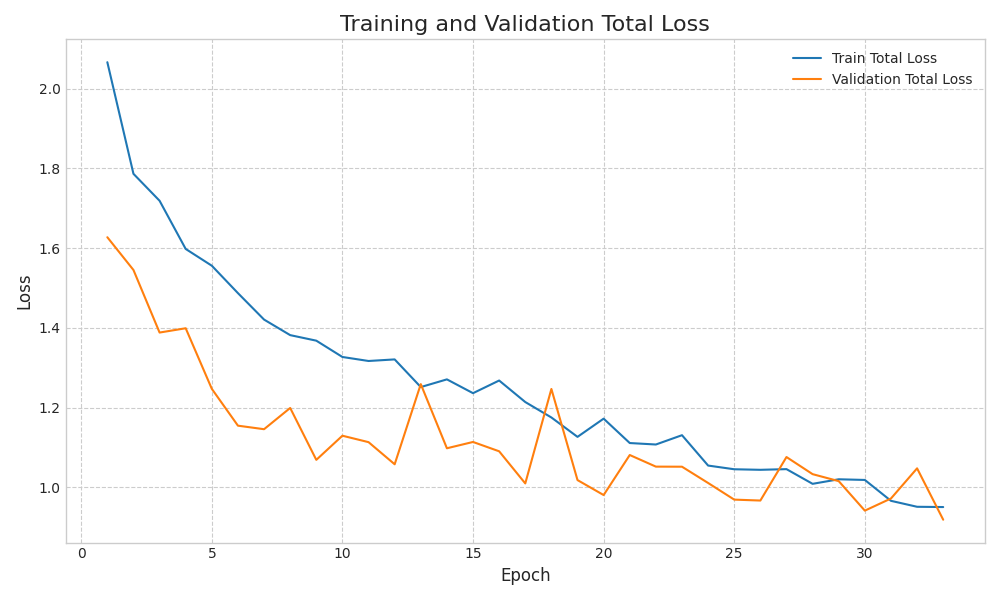 Training and Validation Total Loss
Train Total Loss
Validation Total Loss
2.0
1.8
1.6
1.4
1.2
1.0
Loss
0 5 10 15 20 25 30
Epoch